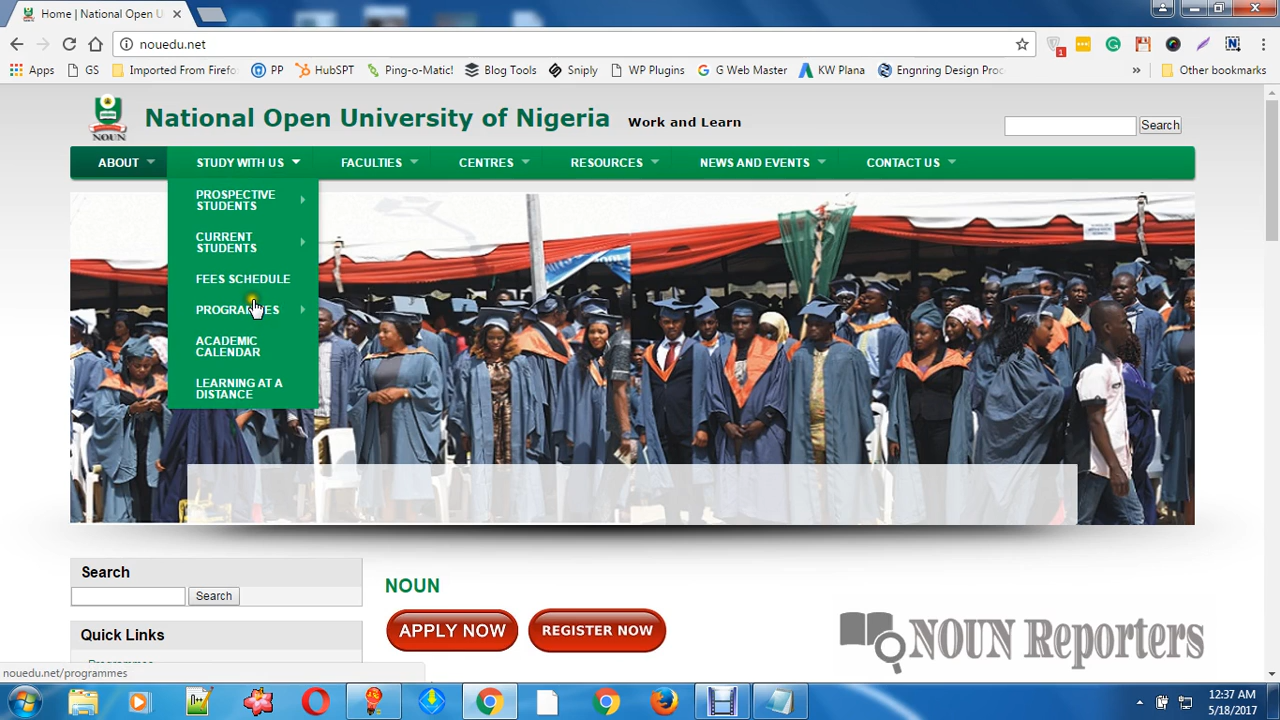 Home | National Open U
nouedu.net
1
Apps
GS
Imported From Firefo
PP
HubSPT
Ping-o-Matic!
Blog Tools
Sniply
WP Plugins
G Web Master
KW Plana
Engnring Design Proc
»
Other bookmarks
NOUN
National Open University of Nigeria
Work and Learn
Search
ABOUT
STUDY WITH US
FACULTIES
CENTRES
RESOURCES
NEWS AND EVENTS
CONTACT US
PROSPECTIVE
STUDENTS
CURRENT
STUDENTS
FEES SCHEDULE
PROGRAMMES
ACADEMIC
CALENDAR
LEARNING AT A
DISTANCE
Search
Search
Quick Links
Programmes
NOUN
APPLY NOW
REGISTER NOW
NOUN Reporters
nouedu.net/programmes
12:37 AM
5/18/2017